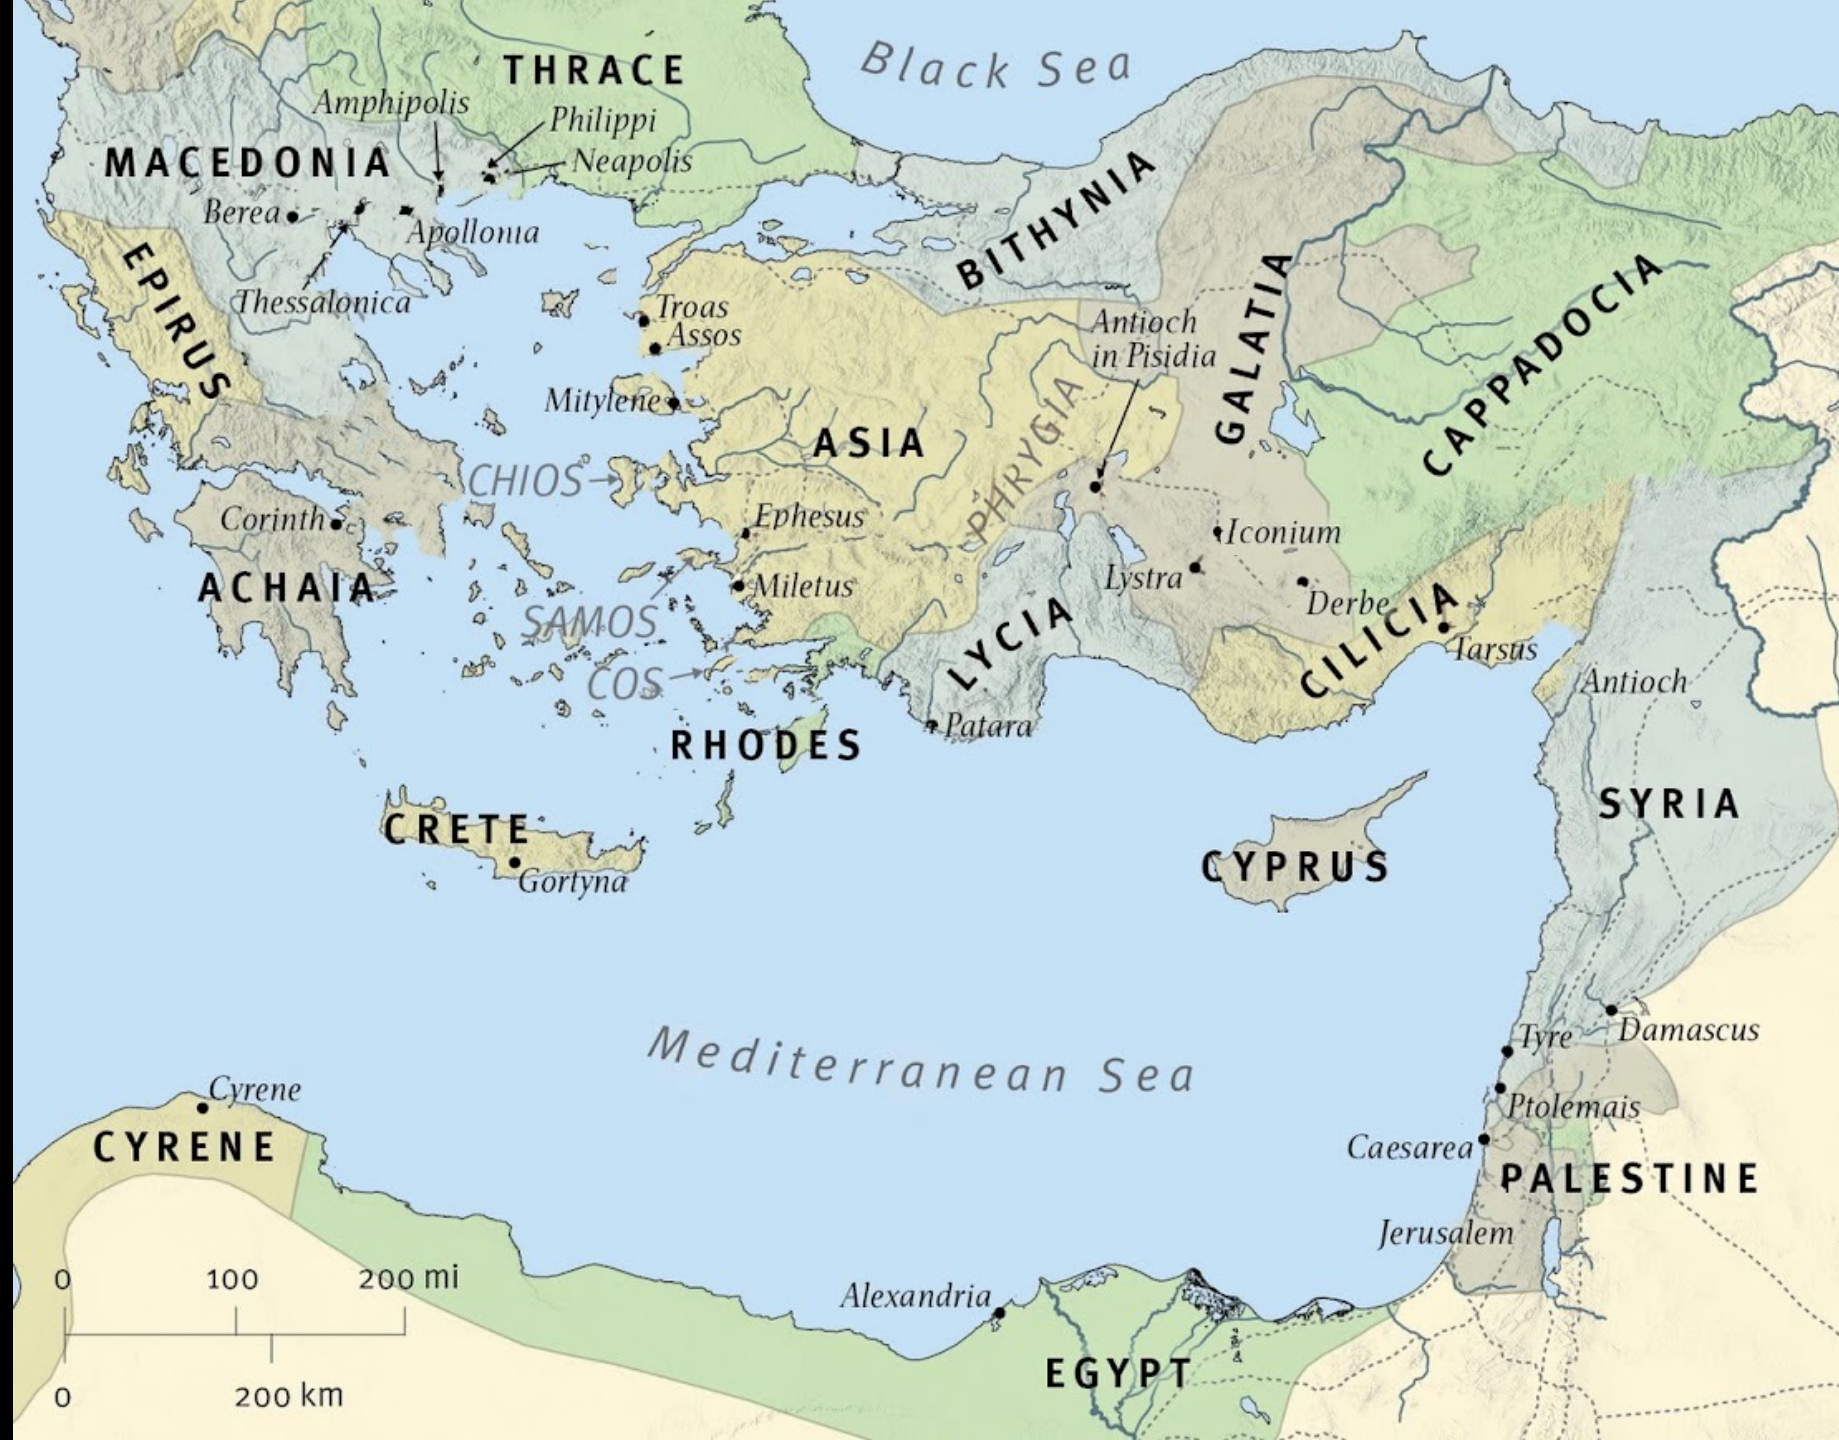 Black Sea
THRACE
Amphipolis
Philippi
Neapolis
MACEDONIA
Berea
Apollonia
Thessalonica
EPIRUS
BITHYNIA
Troas
Assos
Antioch
in Pisidia
GALATIA
CAPPADOCIA
Mitylene
ASIA
PHRYGIA
CHIOS
Corinth
Ephesus
Iconium
ACHAIA
Miletus
Lystra
Derbe
SAMOS
LYCIA
CILICIA
Tarsus
COS
Antioch
Patara
RHODES
SYRIA
CRETE
Gortyna
CYPRUS
Mediterranean Sea
Tyre
Damascus
Cyrene
Ptolemais
CYRENE
Caesarea
PALESTINE
Jerusalem
0 100 200 mi
Alexandria
EGYPT
0 200 km